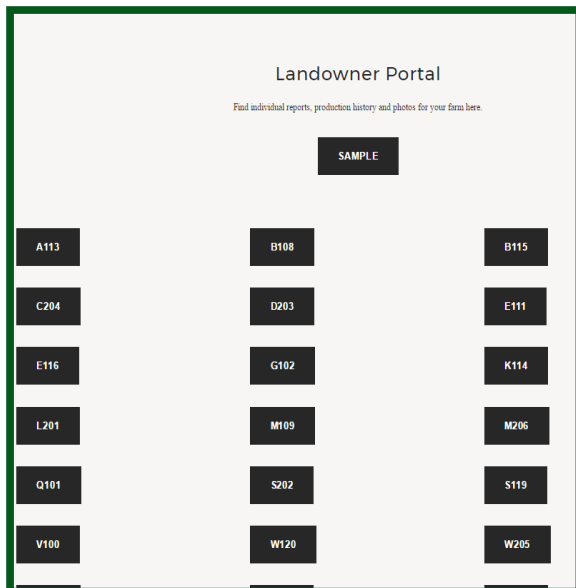 Landowner Portal
Find individual reports, production history and photos for your farm here.
SAMPLE
A113 B108 B115
C204 D203 E111
E116 G102 K114
L201 M109 M206
Q101 S202 S119
V100 W120 W205